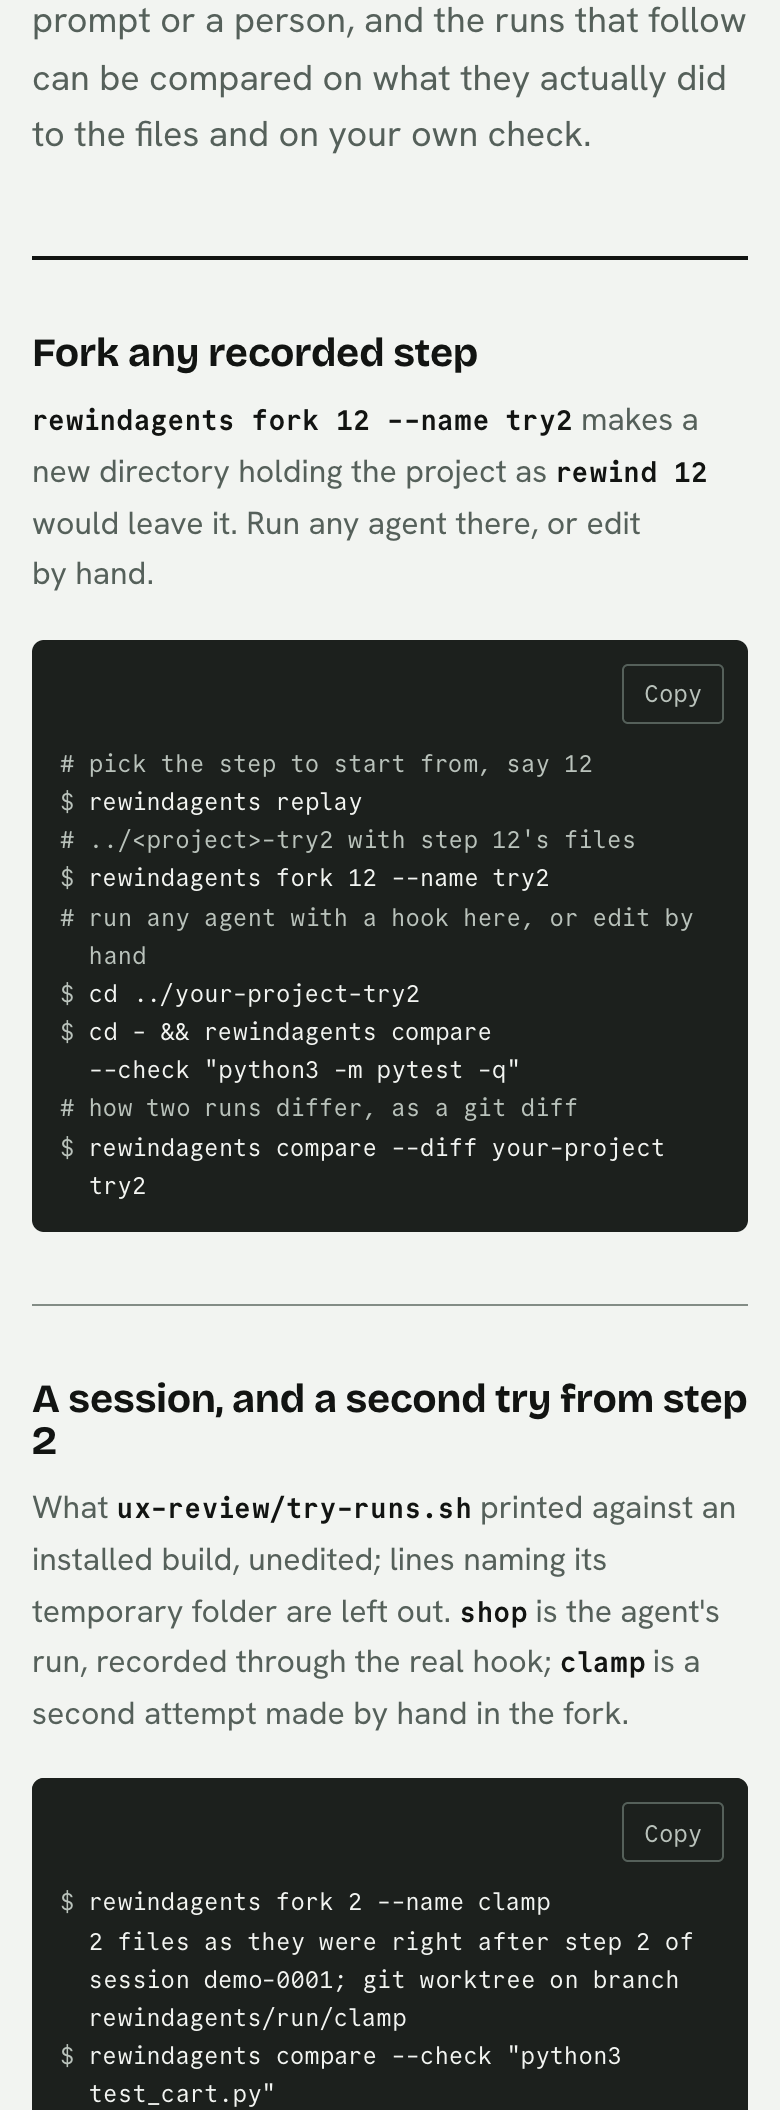 prompt or a person, and the runs that follow
can be compared on what they actually did
to the files and on your own check.
Fork any recorded step
rewindagents fork 12 --name try2 makes a
new directory holding the project as rewind 12
would leave it. Run any agent there, or edit
by hand.
Copy
# pick the step to start from, say 12
$ rewindagents replay
# ../<project>-try2 with step 12's files
$ rewindagents fork 12 --name try2
# run any agent with a hook here, or edit by
hand
$ cd ../your-project-try2
$ cd - && rewindagents compare
--check "python3 -m pytest -q"
# how two runs differ, as a git diff
$ rewindagents compare --diff your-project
try2
A session, and a second try from step
2
What ux-review/try-runs.sh printed against an
installed build, unedited; lines naming its
temporary folder are left out. shop is the agent's
run, recorded through the real hook; clamp is a
second attempt made by hand in the fork.
Copy
$ rewindagents fork 2 --name clamp
2 files as they were right after step 2 of
session demo-0001; git worktree on branch
rewindagents/run/clamp
$ rewindagents compare --check "python3
test_cart.py"